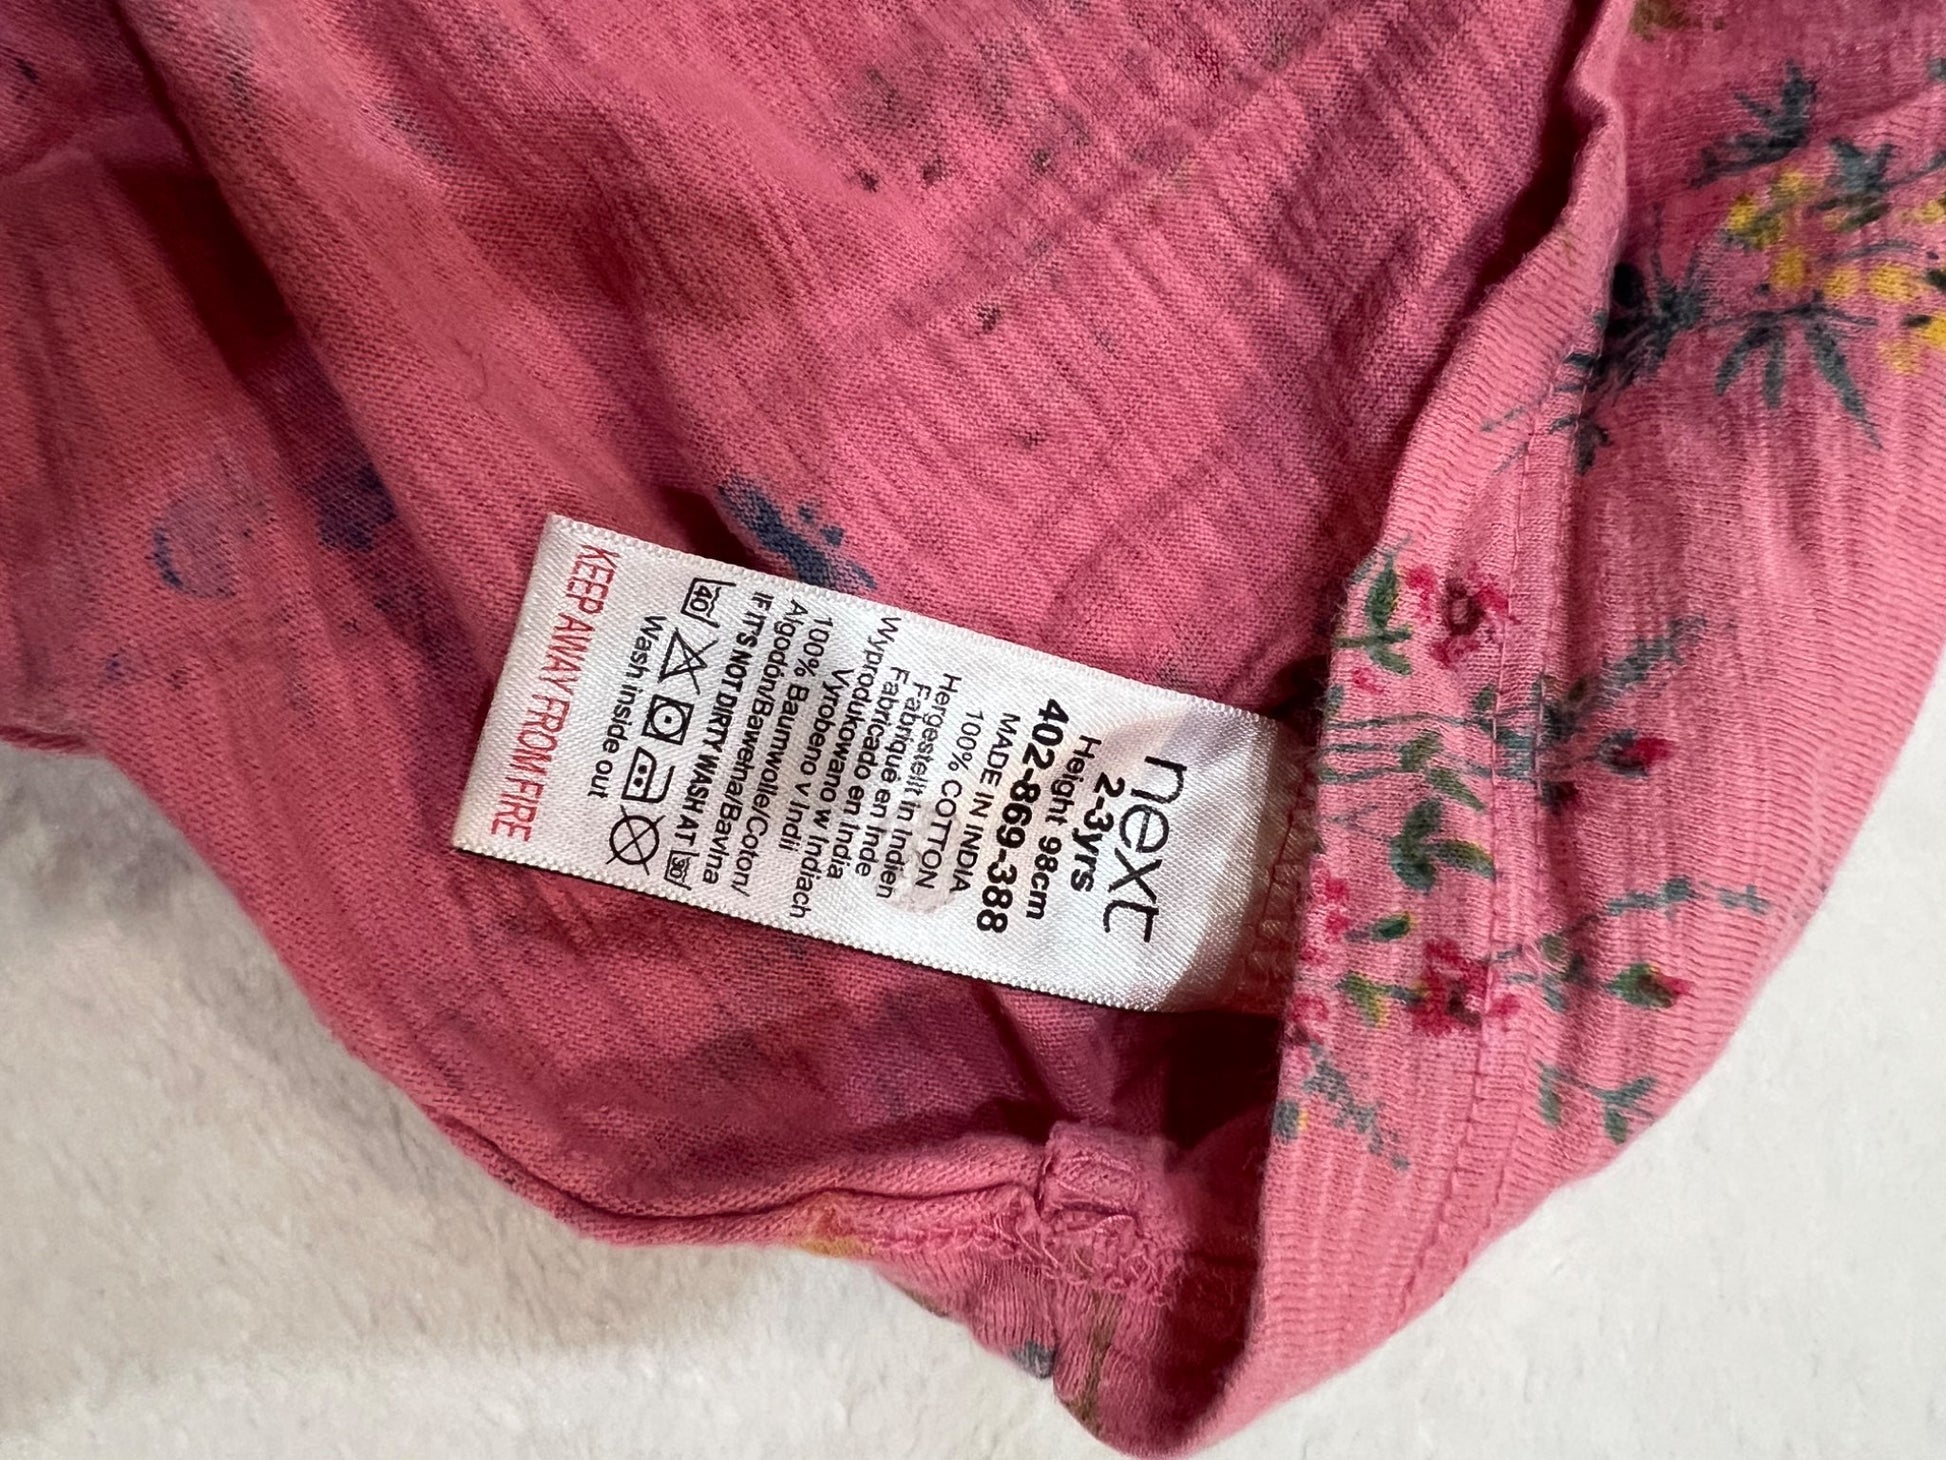 next
2-3yrs
Height 98cm
402-869-388
MADE IN INDIA
100% COTTON
Hergestellt in Indien
Fabriqué en Inde
Fabricado en India
Wyprodukowano w Indiach
Vyrobeno v Indii
100% Baumwolle/Coton/
Algodón/Bawełna/Bavlna
IF IT'S NOT DIRTY WASH AT 30
40
Wash inside out
KEEP AWAY FROM FIRE